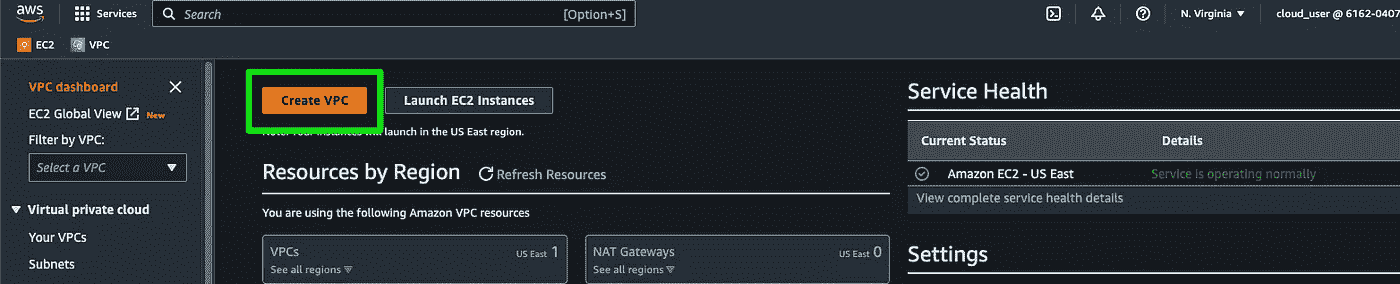 aws
Services
Search
[Option+S]
N. Virginia
cloud_user @ 6162-0407
EC2
VPC
VPC dashboard
EC2 Global View
New
Filter by VPC:
Select a VPC
Virtual private cloud
Your VPCs
Subnets
Create VPC
Launch EC2 Instances
launch in the US East region.
Resources by Region
Refresh Resources
You are using the following Amazon VPC resources
VPCs
US East 1
See all regions
NAT Gateways
US East 0
See all regions
Service Health
Current Status
Details
Amazon EC2 - US East
Service is operating normally
View complete service health details
Settings